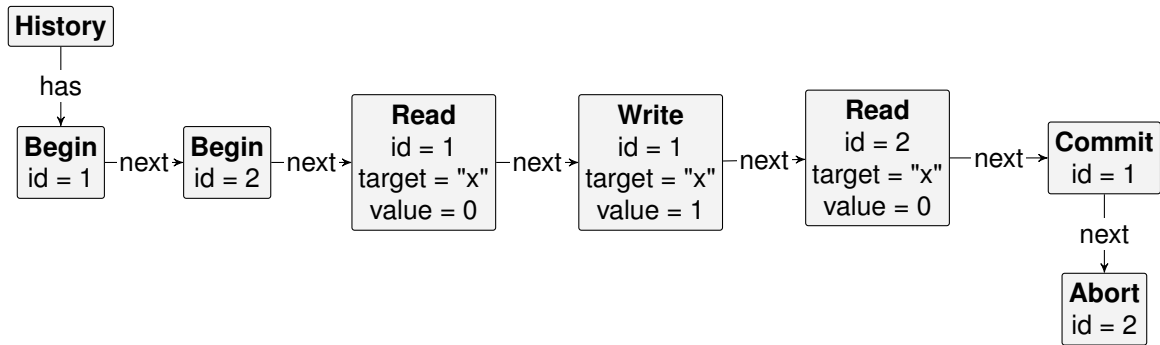 History
has
Begin
id = 1
next
Begin
id = 2
next
Read
id = 1
target = "x"
value = 0
next
Write
id = 1
target = "x"
value = 1
next
Read
id = 2
target = "x"
value = 0
next
Commit
id = 1
next
Abort
id = 2